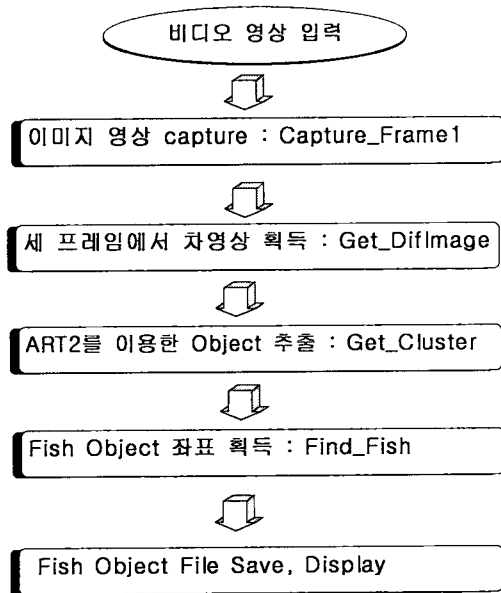 비디오 영상 입력
이미지 영상 capture : Capture_Frame1
세 프레임에서 차영상 획득 : Get_DifImage
ART2를 이용한 Object 추출 : Get_Cluster
Fish Object 좌표 획득 : Find_Fish
Fish Object File Save, Display